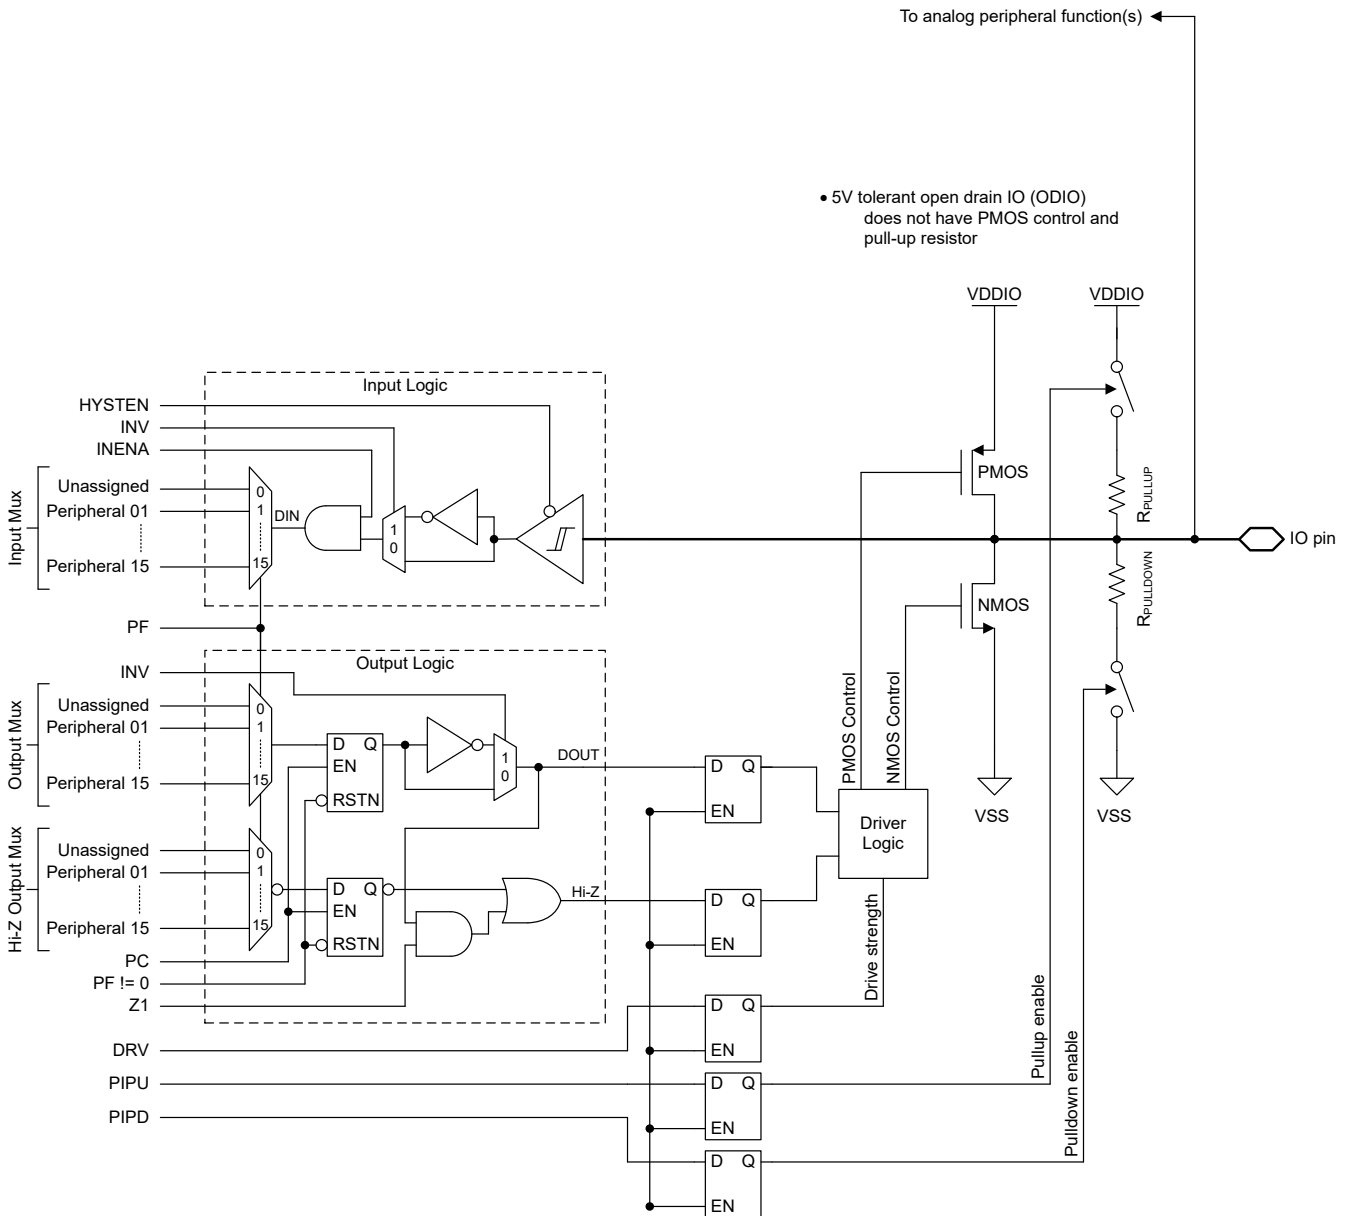 To analog peripheral function(s)
• 5V tolerant open drain IO (ODIO)
does not have PMOS control and
pull-up resistor
VDDIO
VDDIO
Input Logic
HYSTEN
INV
INENA
Input Mux
Unassigned
Peripheral 01
Peripheral 15
0
1
15
DIN
1
0
PMOS
RPULLUP
IO pin
NMOS
RPULLDOWN
PF
Output Logic
INV
Output Mux
Unassigned
Peripheral 01
Peripheral 15
0
1
15
D Q
EN
RSTN
1
0
DOUT
D Q
EN
PMOS Control
NMOS Control
Driver
Logic
VSS
VSS
Hi-Z Output Mux
Unassigned
Peripheral 01
Peripheral 15
0
1
15
D Q
EN
RSTN
Hi-Z
D Q
EN
PC
PF != 0
Z1
Drive strength
D Q
EN
DRV
Pullup enable
PIPU
D Q
EN
Pulldown enable
PIPD
D Q
EN